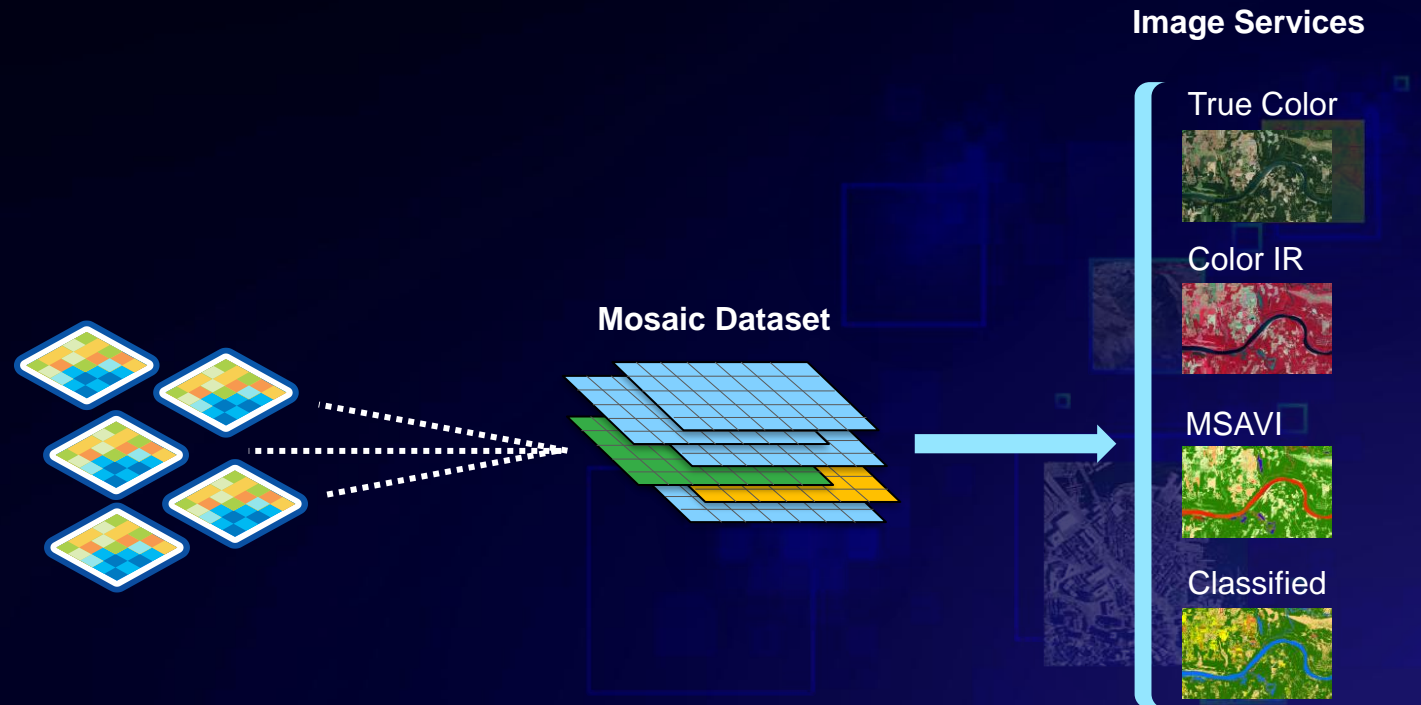 Image Services
True Color
Color IR
Mosaic Dataset
MSAVI
Classified